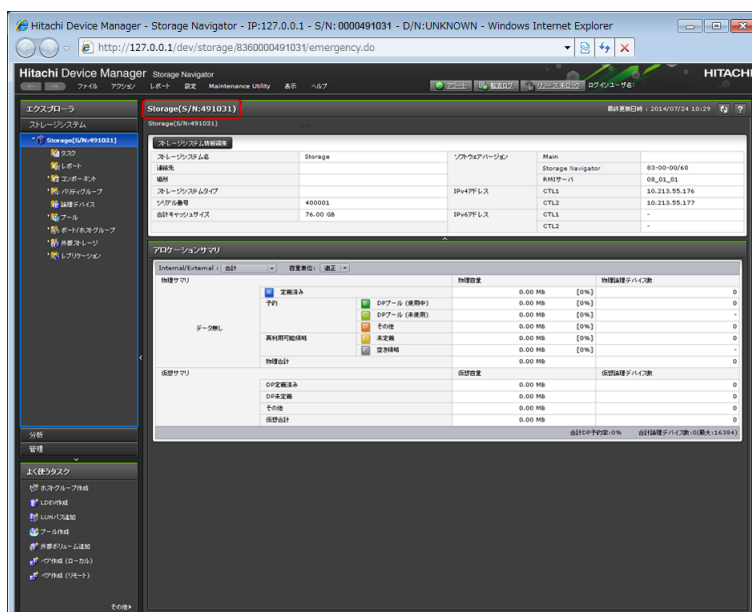 Hitachi Device Manager - Storage Navigator - IP:127.0.0.1 - S/N: 0000491031 - D/N:UNKNOWN - Windows Internet Explorer
http://127.0.0.1/dev/storage/8360000491031/emergency.do
Hitachi Device Manager Storage Navigator
HITACHI
ファイル アクション レポート 設定 Maintenance Utility 表示 ヘルプ
アラート 監査ログ リソースロック ログインユーザ名:
エクスプローラ
ストレージシステム
Storage(S/N:491031)
タスク
レポート
コンポーネント
パリティグループ
論理デバイス
プール
ポート/ホストグループ
外部ストレージ
レプリケーション
分析
管理
よく使うタスク
ホストグループ作成
LDEV作成
LUNパス追加
プール作成
外部ボリューム追加
ペア作成 (ローカル)
ペア作成 (リモート)
その他
Storage(S/N:491031)
最終更新日時 : 2014/07/24 10:29
Storage(S/N:491031)
ストレージシステム情報編集
ストレージシステム名 Storage ソフトウェアバージョン Main
連絡先 Storage Navigator 83-00-00/60
場所 RMIサーバ 08_01_01
ストレージシステムタイプ IPv4アドレス CTL1 10.213.55.176
シリアル番号 400001 CTL2 10.213.55.177
合計キャッシュサイズ 76.00 GB IPv6アドレス CTL1 -
CTL2 -
アロケーションサマリ
Internal/External : 合計 容量単位: 適正
物理サマリ 物理容量 物理論理デバイス数
データ無し
定義済み 0.00 MB [0%] 0
予約 DPプール (使用中) 0.00 MB [0%] 0
DPプール (未使用) 0.00 MB [0%] -
その他 0.00 MB [0%] 0
再利用可能領域 未定義 0.00 MB [0%] 0
空き領域 0.00 MB [0%] -
物理合計 0.00 MB 0
仮想サマリ 仮想容量 仮想論理デバイス数
DP定義済み 0.00 MB 0
DP未定義 0.00 MB 0
その他 0.00 MB 0
仮想合計 0.00 MB 0
合計DP予約率:0% 合計論理デバイス数:0(最大:16384)